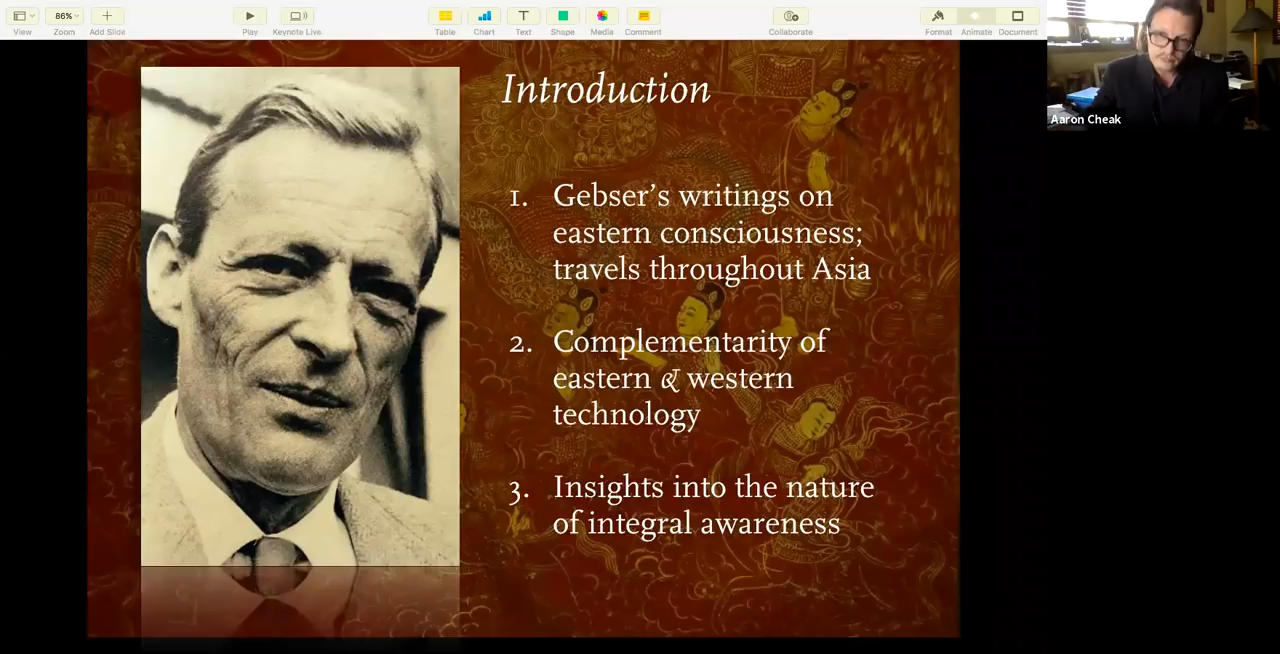 View
Zoom
Add Slide
86%
Play
Keynote Live
Table
Chart
Text
Shape
Media
Comment
Collaborate
Format
Animate
Document
Aaron Cheak
Introduction
1. Gebser’s writings on
eastern consciousness;
travels throughout Asia
2. Complementarity of
eastern & western
technology
3. Insights into the nature
of integral awareness